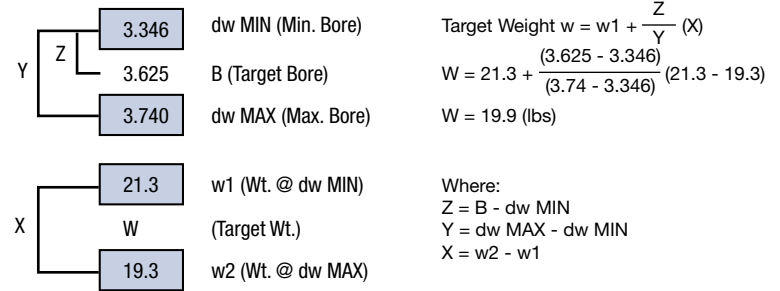 3.346 dw MIN (Min. Bore)
Y Z 3.625 B (Target Bore)
3.740 dw MAX (Max. Bore)
Target Weight w = w1 + Z/Y (X)
W = 21.3 + (3.625 - 3.346)/(3.74 - 3.346) (21.3 - 19.3)
W = 19.9 (lbs)
21.3 w1 (Wt. @ dw MIN)
X W (Target Wt.)
19.3 w2 (Wt. @ dw MAX)
Where:
Z = B - dw MIN
Y = dw MAX - dw MIN
X = w2 - w1